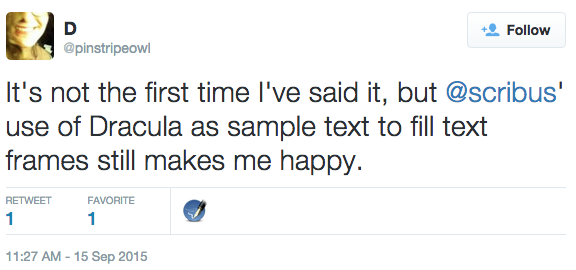 D
@pinstripeowl
Follow
It's not the first time I've said it, but @scribus'
use of Dracula as sample text to fill text
frames still makes me happy.
RETWEET FAVORITE
1 1
11:27 AM - 15 Sep 2015